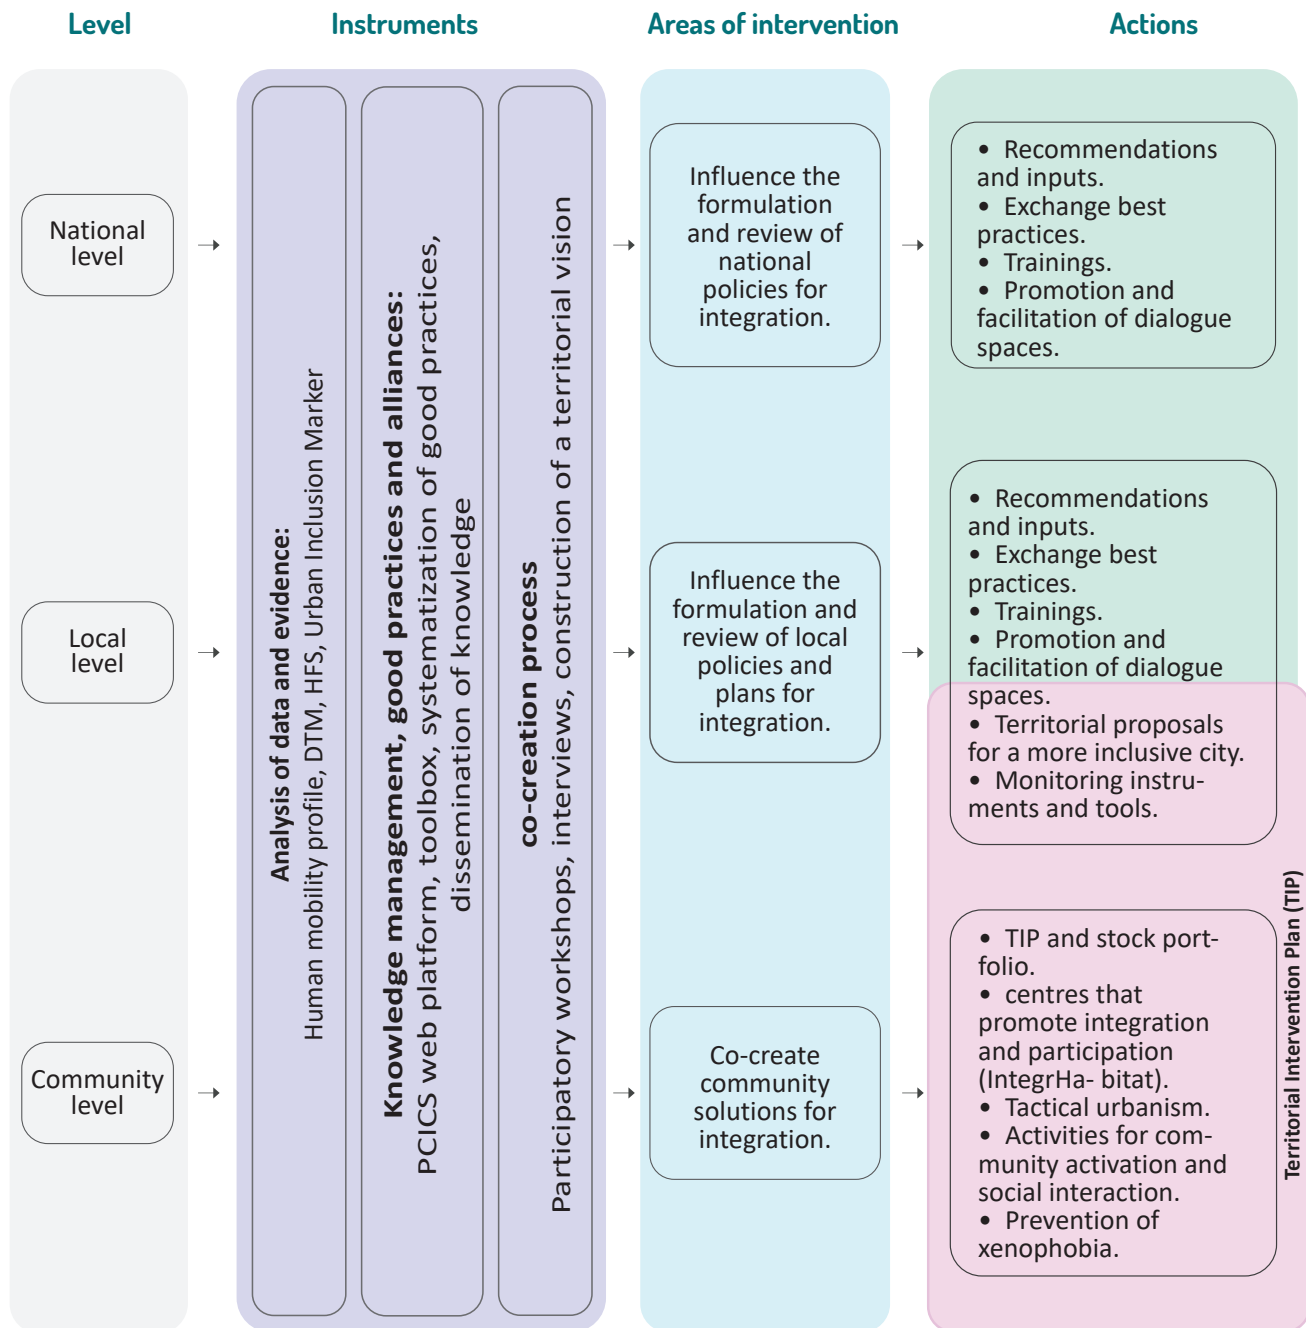 Level
Instruments
Areas of intervention
Actions
National
level
Local
level
Community
level
Analysis of data and evidence:
Human mobility profile, DTM, HFS, Urban Inclusion Marker
Knowledge management, good practices and alliances:
PCICS web platform, toolbox, systematization of good practices,
dissemination of knowledge
co-creation process
Participatory workshops, interviews, construction of a territorial vision
Influence the
formulation
and review of
national
policies for
integration.
Influence the
formulation and
review of local
policies and
plans for
integration.
Co-create
community
solutions for
integration.
• Recommendations
and inputs.
• Exchange best
practices.
• Trainings.
• Promotion and
facilitation of dialogue
spaces.
• Recommendations
and inputs.
• Exchange best
practices.
• Trainings.
• Promotion and
facilitation of dialogue
spaces.
• Territorial proposals
for a more inclusive city.
• Monitoring instru-
ments and tools.
• TIP and stock port-
folio.
• centres that
promote integration
and participation
(IntegrHa- bitat).
• Tactical urbanism.
• Activities for com-
munity activation and
social interaction.
• Prevention of
xenophobia.
Territorial Intervention Plan (TIP)